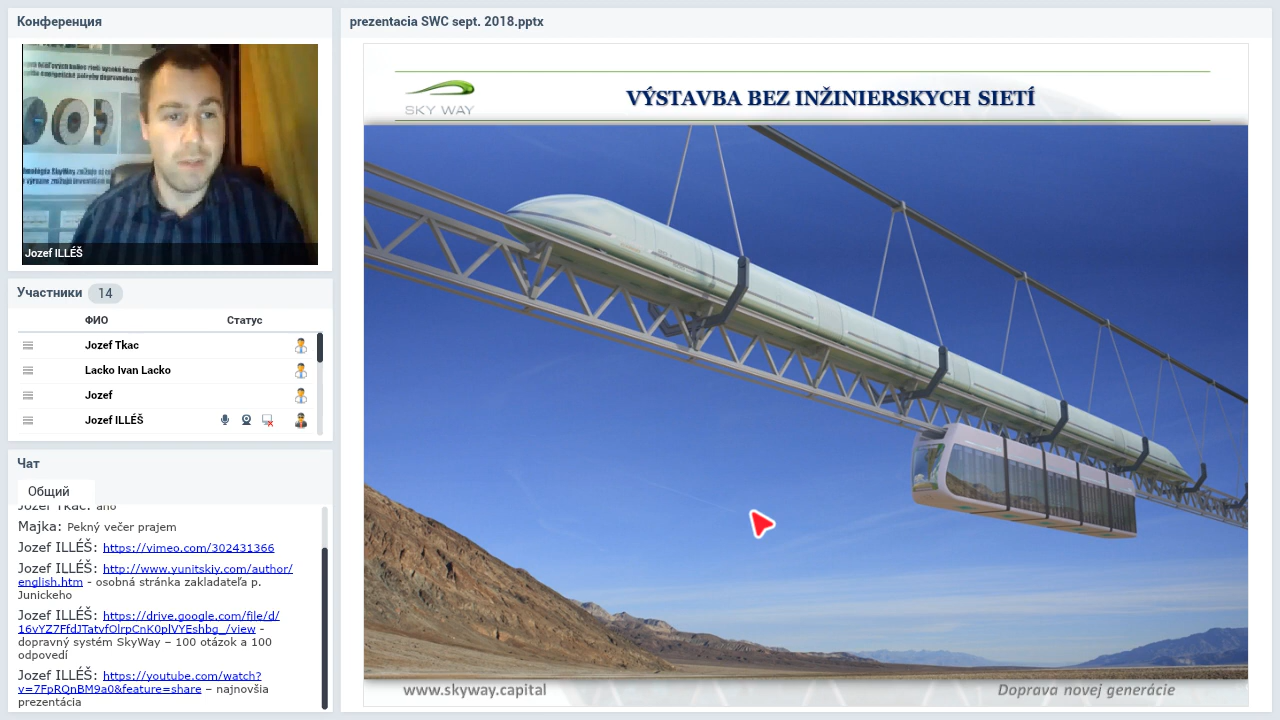 Конференция
Jozef ILLÉŠ
Участники 14
ФИО Статус
Jozef Tkac
Lacko Ivan Lacko
Jozef
Jozef ILLÉŠ
Чат
Общий
Jozef Tkac: ano
Majka: Pekný večer prajem
Jozef ILLÉŠ: https://vimeo.com/302431366
Jozef ILLÉŠ: http://www.yunitskiy.com/author/
english.htm - osobná stránka zakladateľa p.
Junickeho
Jozef ILLÉŠ: https://drive.google.com/file/d/
16vYZ7FfdJTatvfOlrpCnK0plVYEshbg_/view -
dopravný systém SkyWay – 100 otázok a 100
odpovedí
Jozef ILLÉŠ: https://youtube.com/watch?
v=7FpRQnBM9a0&feature=share – najnovšia
prezentácia
prezentacia SWC sept. 2018.pptx
SKY WAY
VÝSTAVBA BEZ INŽINIERSKYCH SIETÍ
www.skyway.capital
Doprava novej generácie